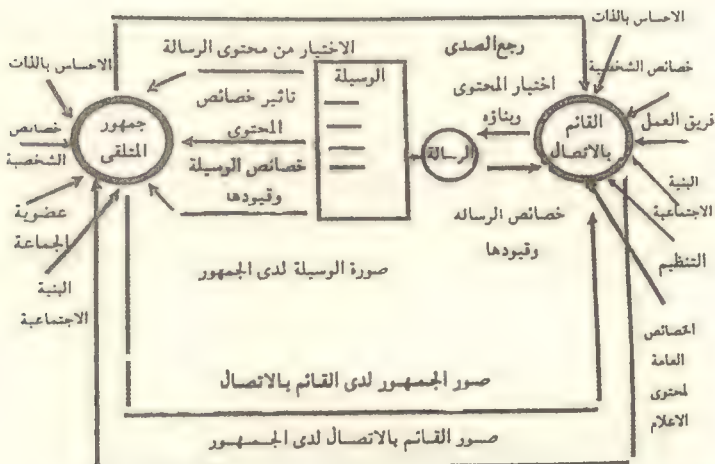 رجع الصدى
الاحساس بالذات
خصائص الشخصية
فريق العمل
البنية
الاجتماعية
التنظيم
الخصائص
العامة
لمحتوى
الاعلام
القائم
بالاتصال
اختيار المحتوى
وبناؤه
الرسالة
خصائص الرساله
وقيودها
الوسيلة
الاختيار من محتوى الرسالة
تاثير خصائص
المحتوى
خصائص الوسيلة
وقيودها
صورة الوسيلة لدى الجمهور
جمهور
المتلقى
الاحساس بالذات
خصائص
الشخصية
عضوية
الجماعة
البنية
الاجتماعية
صور الجمهور لدى القائم بالاتصال
صور القائم بالاتصال لدى الجمهور